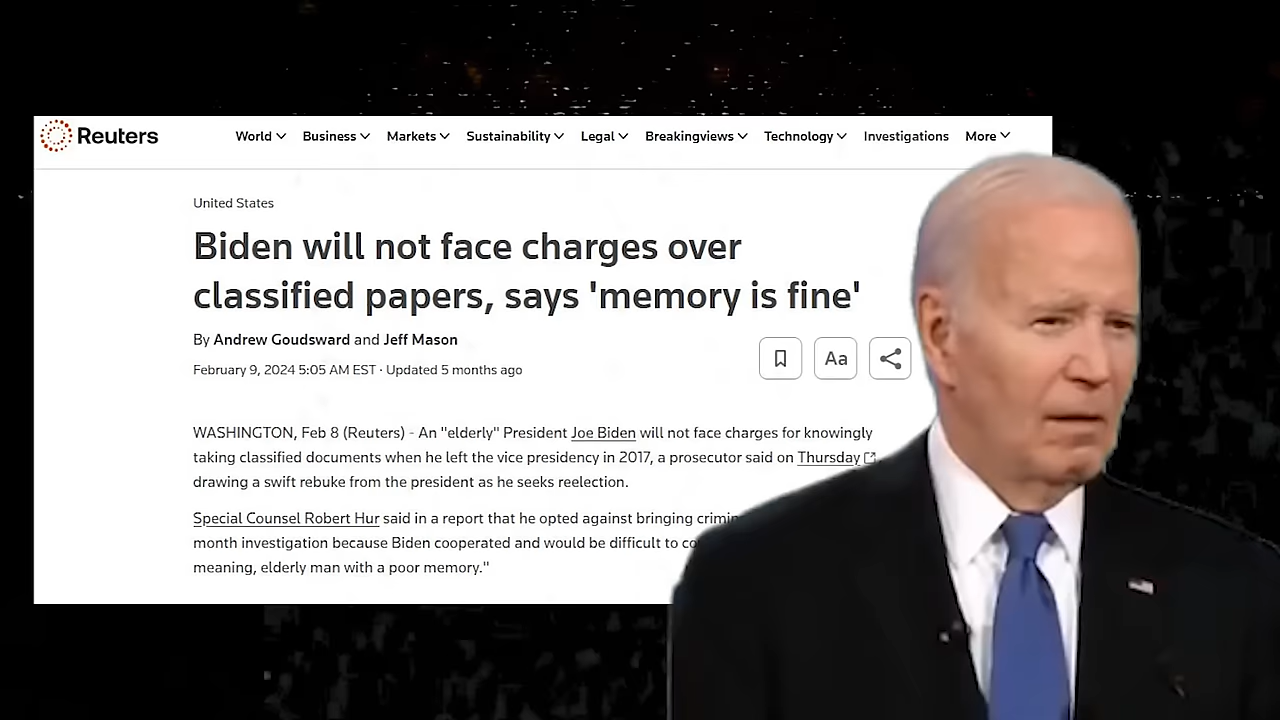 Reuters
World Business Markets Sustainability Legal Breakingviews Technology Investigations More
United States
Biden will not face charges over
classified papers, says 'memory is fine'
By Andrew Goudsward and Jeff Mason
February 9, 2024 5:05 AM EST · Updated 5 months ago
Aa
WASHINGTON, Feb 8 (Reuters) - An "elderly" President Joe Biden will not face charges for knowingly
taking classified documents when he left the vice presidency in 2017, a prosecutor said on Thursday
drawing a swift rebuke from the president as he seeks reelection.
Special Counsel Robert Hur said in a report that he opted against bringing
month investigation because Biden cooperated and would be difficult to
meaning, elderly man with a poor memory."